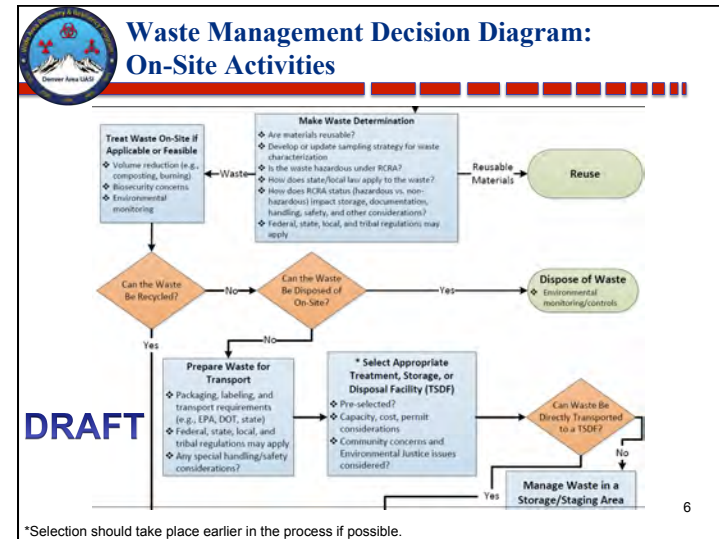 Waste Management Decision Diagram:
On-Site Activities
Denver Area UASI
Make Waste Determination
❖ Are materials reusable?
❖ Develop or update sampling strategy for waste
characterization
❖ Is the waste hazardous under RCRA?
❖ How does state/local law apply to the waste?
❖ How does RCRA status (hazardous vs. non-
hazardous) impact storage, documentation,
handling, safety, and other considerations?
❖ Federal, state, local, and tribal regulations may
apply
Treat Waste On-Site if
Applicable or Feasible
❖ Volume reduction (e.g.,
composting, burning)
❖ Biosecurity concerns
❖ Environmental
monitoring
Waste
Reusable
Materials
Reuse
Can the Waste
Be Recycled?
No
Can the Waste
Be Disposed of
On-Site?
Yes
Dispose of Waste
❖ Environmental
monitoring/controls
Yes
No
Prepare Waste for
Transport
❖ Packaging, labeling, and
transport requirements
(e.g., EPA, DOT, state)
❖ Federal, state, local, and
tribal regulations may apply
❖ Any special handling/safety
considerations?
* Select Appropriate
Treatment, Storage, or
Disposal Facility (TSDF)
❖ Pre-selected?
❖ Capacity, cost, permit
considerations
❖ Community concerns and
Environmental Justice issues
considered?
Can Waste Be
Directly Transported
to a TSDF?
No
Yes
Manage Waste in a
Storage/Staging Area
DRAFT
6
*Selection should take place earlier in the process if possible.